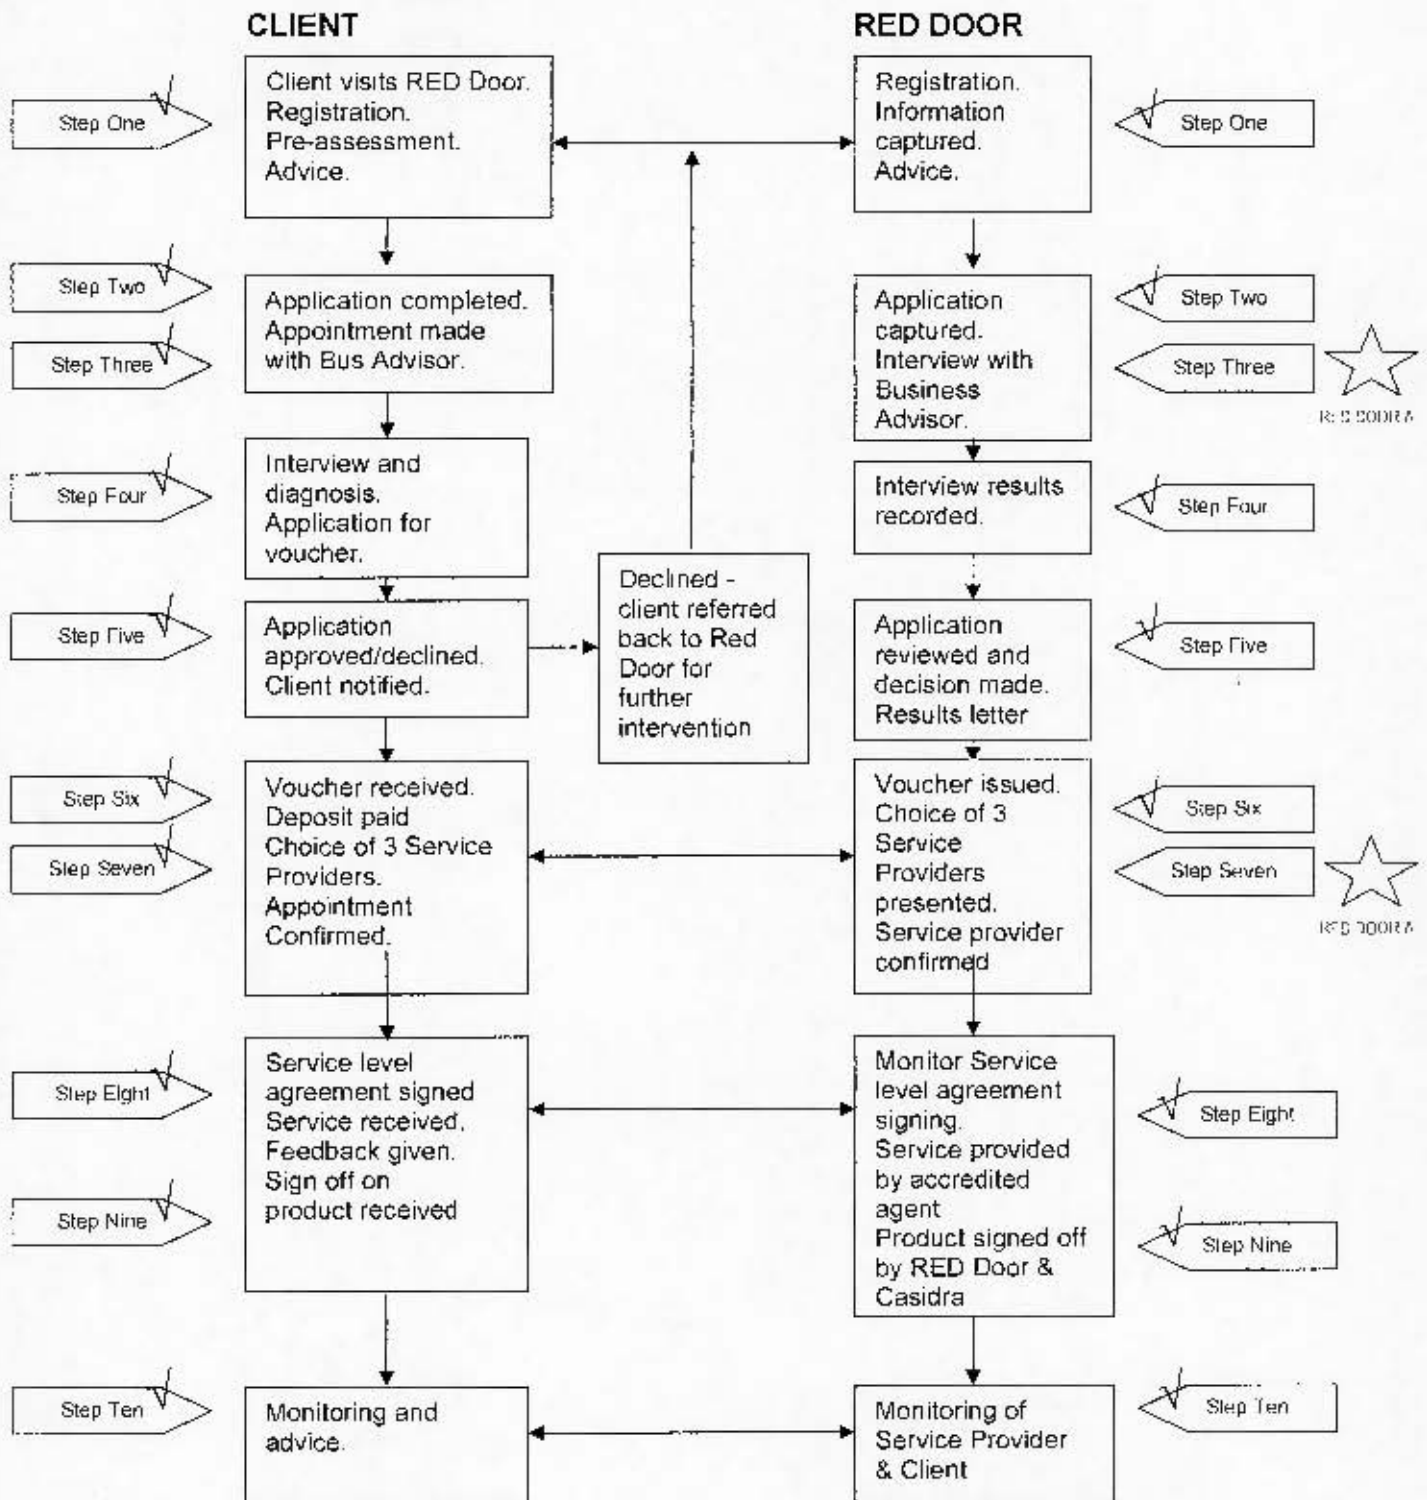 CLIENT
RED DOOR
Step One
Client visits RED Door.
Registration.
Pre-assessment.
Advice.
Registration.
Information
captured.
Advice.
Step One
Step Two
Step Three
Application completed.
Appointment made
with Bus Advisor.
Application
captured.
Interview with
Business
Advisor.
Step Two
Step Three
Step Four
Interview and
diagnosis.
Application for
voucher.
Interview results
recorded.
Step Four
Step Five
Application
approved/declined.
Client notified.
Declined -
client referred
back to Red
Door for
further
intervention
Application
reviewed and
decision made.
Results letter
Step Five
Step Six
Step Seven
Voucher received.
Deposit paid
Choice of 3 Service
Providers.
Appointment
Confirmed.
Voucher issued.
Choice of 3
Service
Providers
presented.
Service provider
confirmed
Step Six
Step Seven
Step Eight
Step Nine
Service level
agreement signed
Service received.
Feedback given.
Sign off on
product received
Monitor Service
level agreement
signing.
Service provided
by accredited
agent
Product signed off
by RED Door &
Casidra
Step Eight
Step Nine
Step Ten
Monitoring and
advice.
Monitoring of
Service Provider
& Client
Step Ten